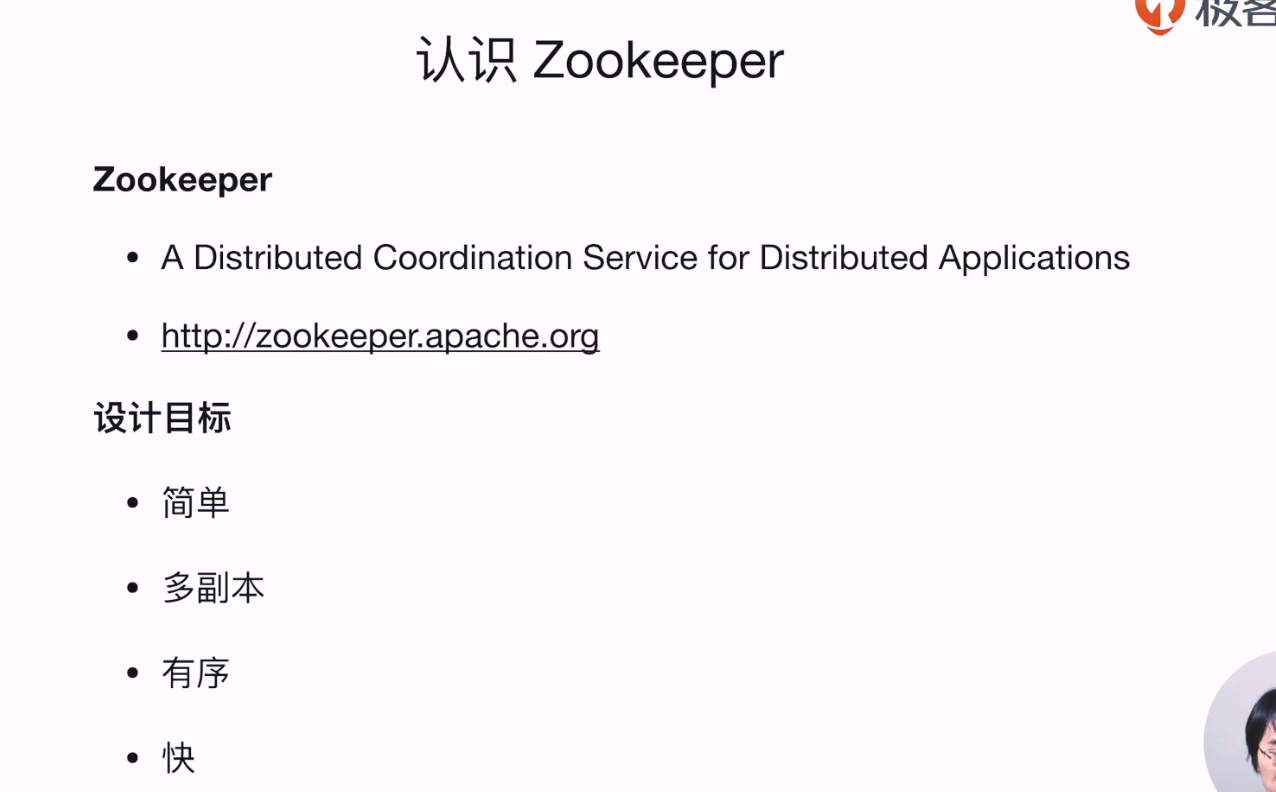 极客
认识 Zookeeper
Zookeeper
• A Distributed Coordination Service for Distributed Applications
• http://zookeeper.apache.org
设计目标
• 简单
• 多副本
• 有序
• 快